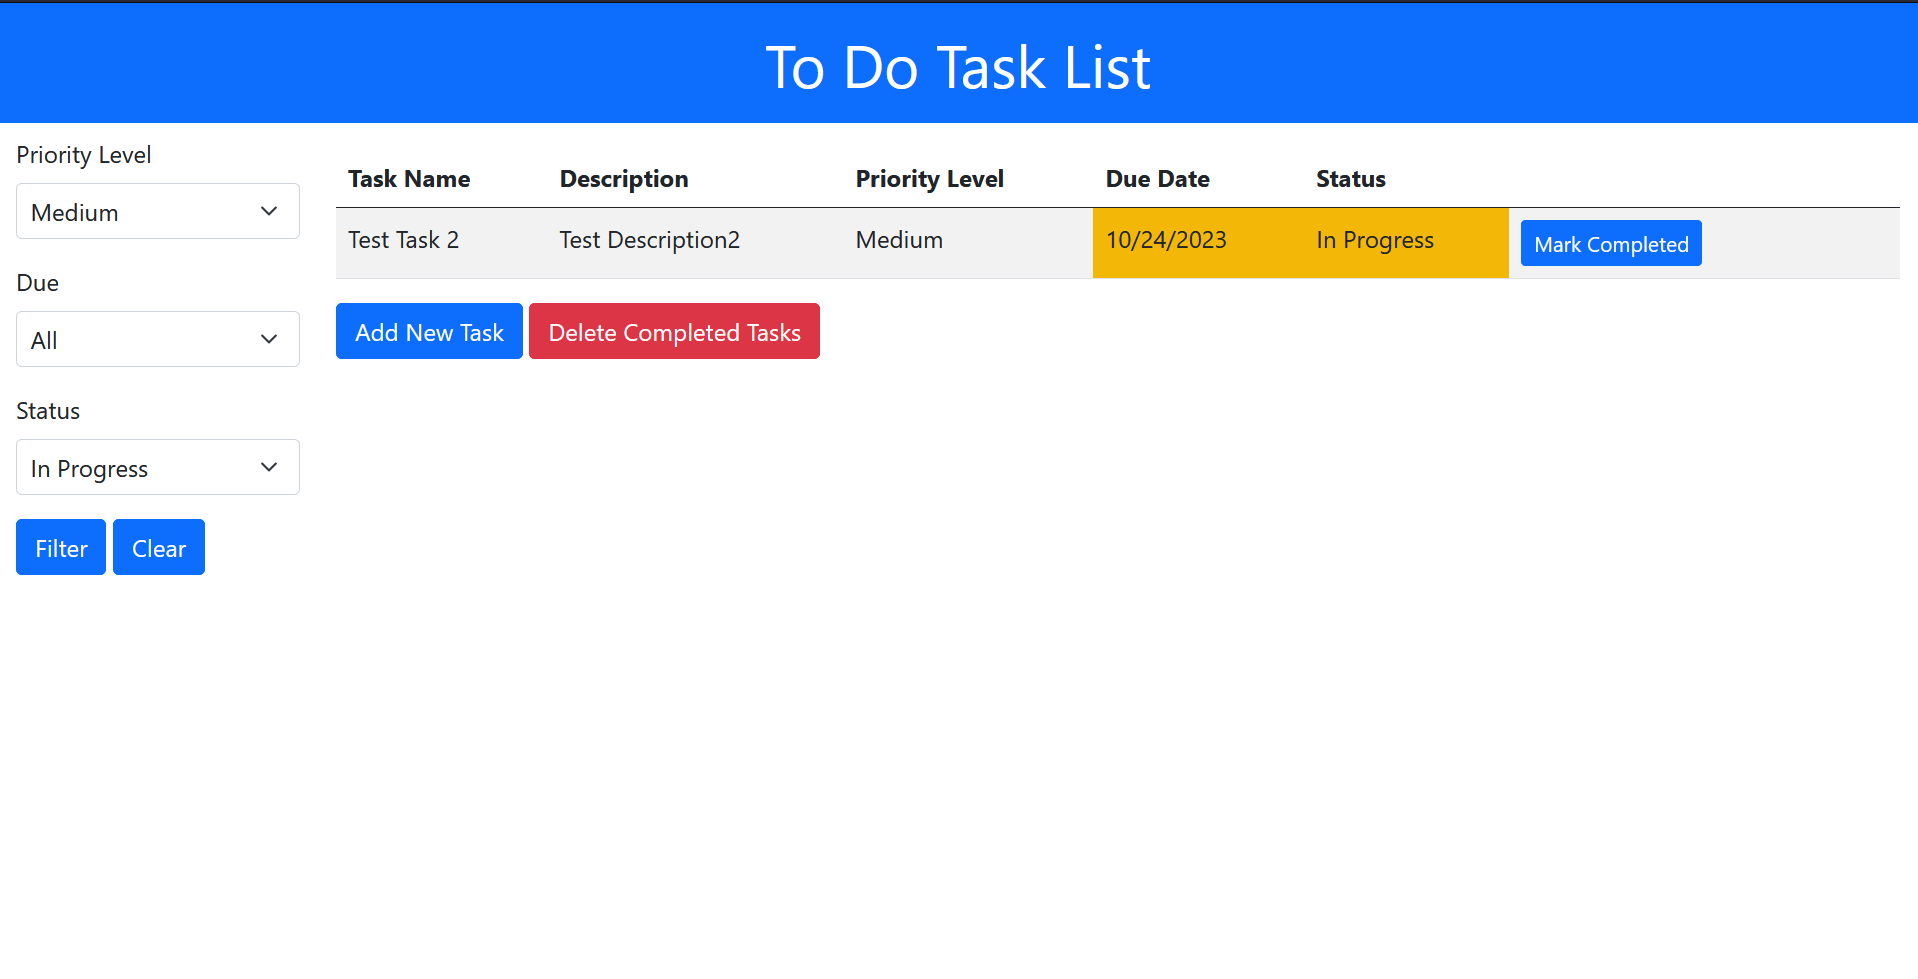 To Do Task List
Priority Level
Medium
Due
All
Status
In Progress
Filter Clear
Task Name Description Priority Level Due Date Status
Test Task 2 Test Description2 Medium 10/24/2023 In Progress Mark Completed
Add New Task Delete Completed Tasks